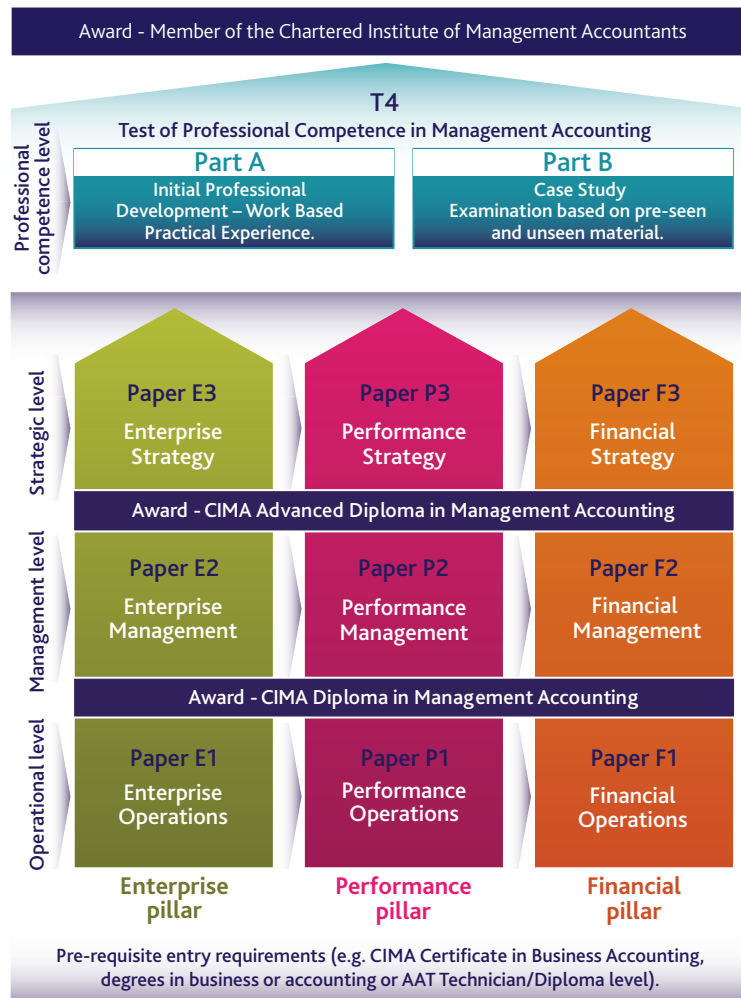 Award - Member of the Chartered Institute of Management Accountants
T4
Test of Professional Competence in Management Accounting
Professional
competence level
Part A
Initial Professional
Development – Work Based
Practical Experience.
Part B
Case Study
Examination based on pre-seen
and unseen material.
Strategic level
Paper E3
Enterprise
Strategy
Paper P3
Performance
Strategy
Paper F3
Financial
Strategy
Award - CIMA Advanced Diploma in Management Accounting
Management level
Paper E2
Enterprise
Management
Paper P2
Performance
Management
Paper F2
Financial
Management
Award - CIMA Diploma in Management Accounting
Operational level
Paper E1
Enterprise
Operations
Paper P1
Performance
Operations
Paper F1
Financial
Operations
Enterprise
pillar
Performance
pillar
Financial
pillar
Pre-requisite entry requirements (e.g. CIMA Certificate in Business Accounting,
degrees in business or accounting or AAT Technician/Diploma level).